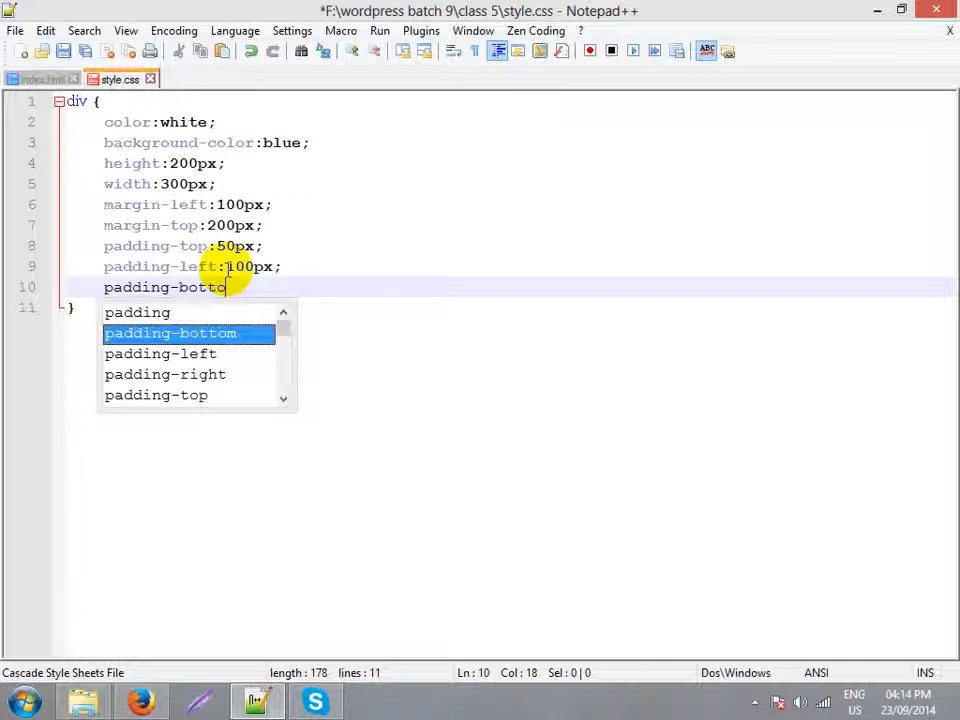 *F:\wordpress batch 9\class 5\style.css - Notepad++
File Edit Search View Encoding Language Settings Macro Run Plugins Window Zen Coding ? X
index.html style.css
1 div {
2 color:white;
3 background-color:blue;
4 height:200px;
5 width:300px;
6 margin-left:100px;
7 margin-top:200px;
8 padding-top:50px;
9 padding-left:100px;
10 padding-botto
11 }
padding
padding-bottom
padding-left
padding-right
padding-top
Cascade Style Sheets File length : 178 lines : 11 Ln : 10 Col : 18 Sel : 0 | 0 Dos\Windows ANSI INS
ENG 04:14 PM
US 23/09/2014